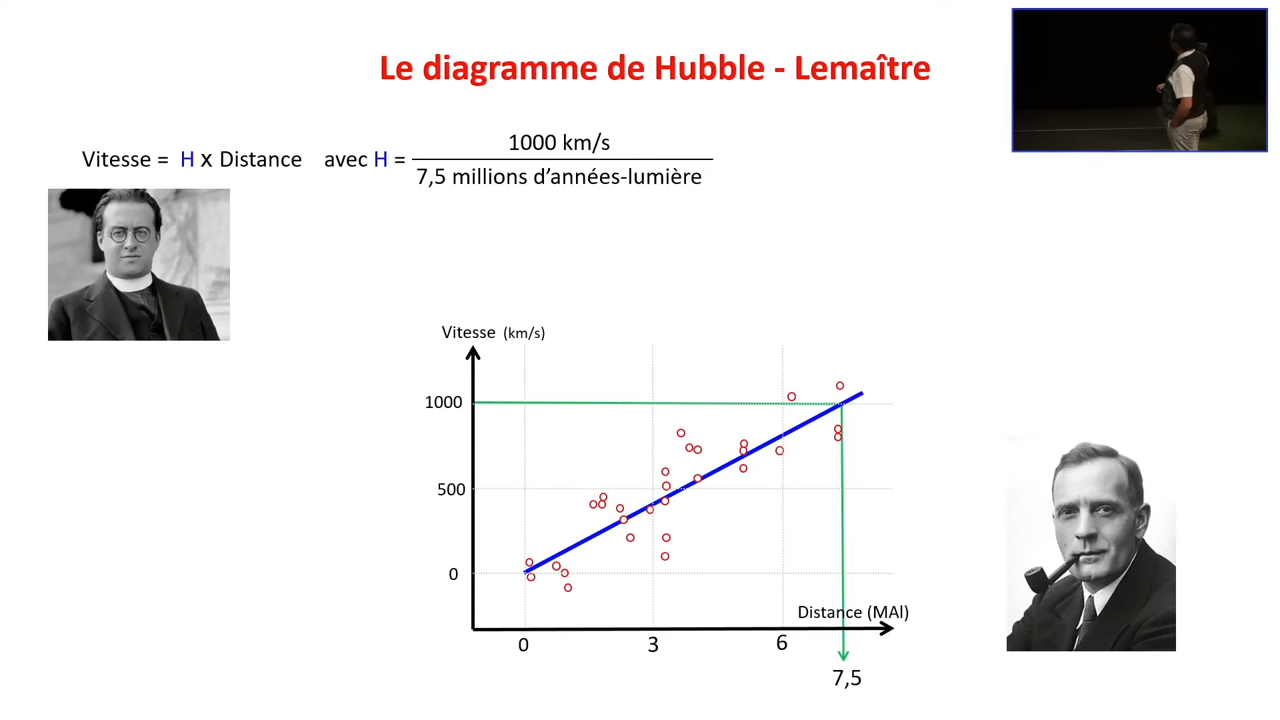 Le diagramme de Hubble - Lemaître
Vitesse = H x Distance avec H =
1000 km/s
7,5 millions d'années-lumière
Vitesse (km/s)
1000
500
0
Distance (MAl)
0 3 6
7,5